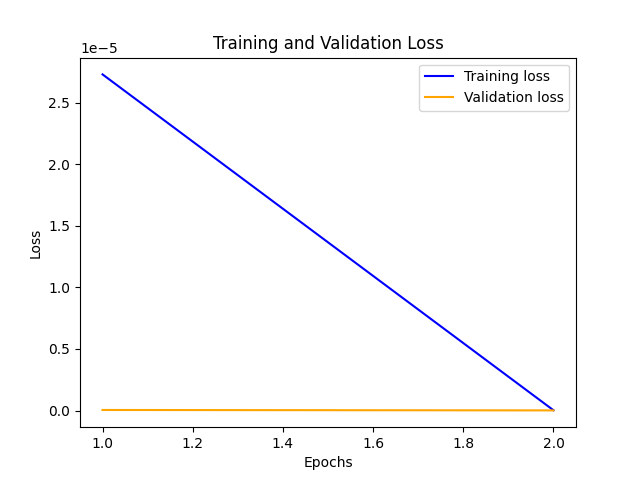 Training and Validation Loss
1e−5
Training loss
Validation loss
2.5
2.0
1.5
1.0
0.5
0.0
Loss
1.0 1.2 1.4 1.6 1.8 2.0
Epochs